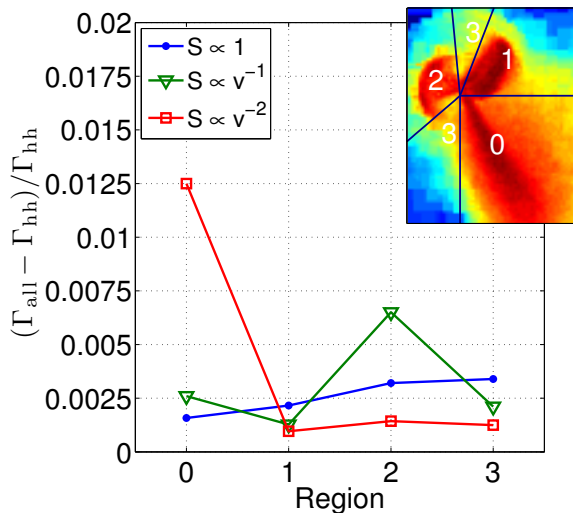 0.02
0.0175
0.015
0.0125
0.01
0.0075
0.005
0.0025
0
(Γall − Γhh)/Γhh
S ∝ 1
S ∝ v⁻¹
S ∝ v⁻²
3
1
2
3
0
0 1 2 3
Region